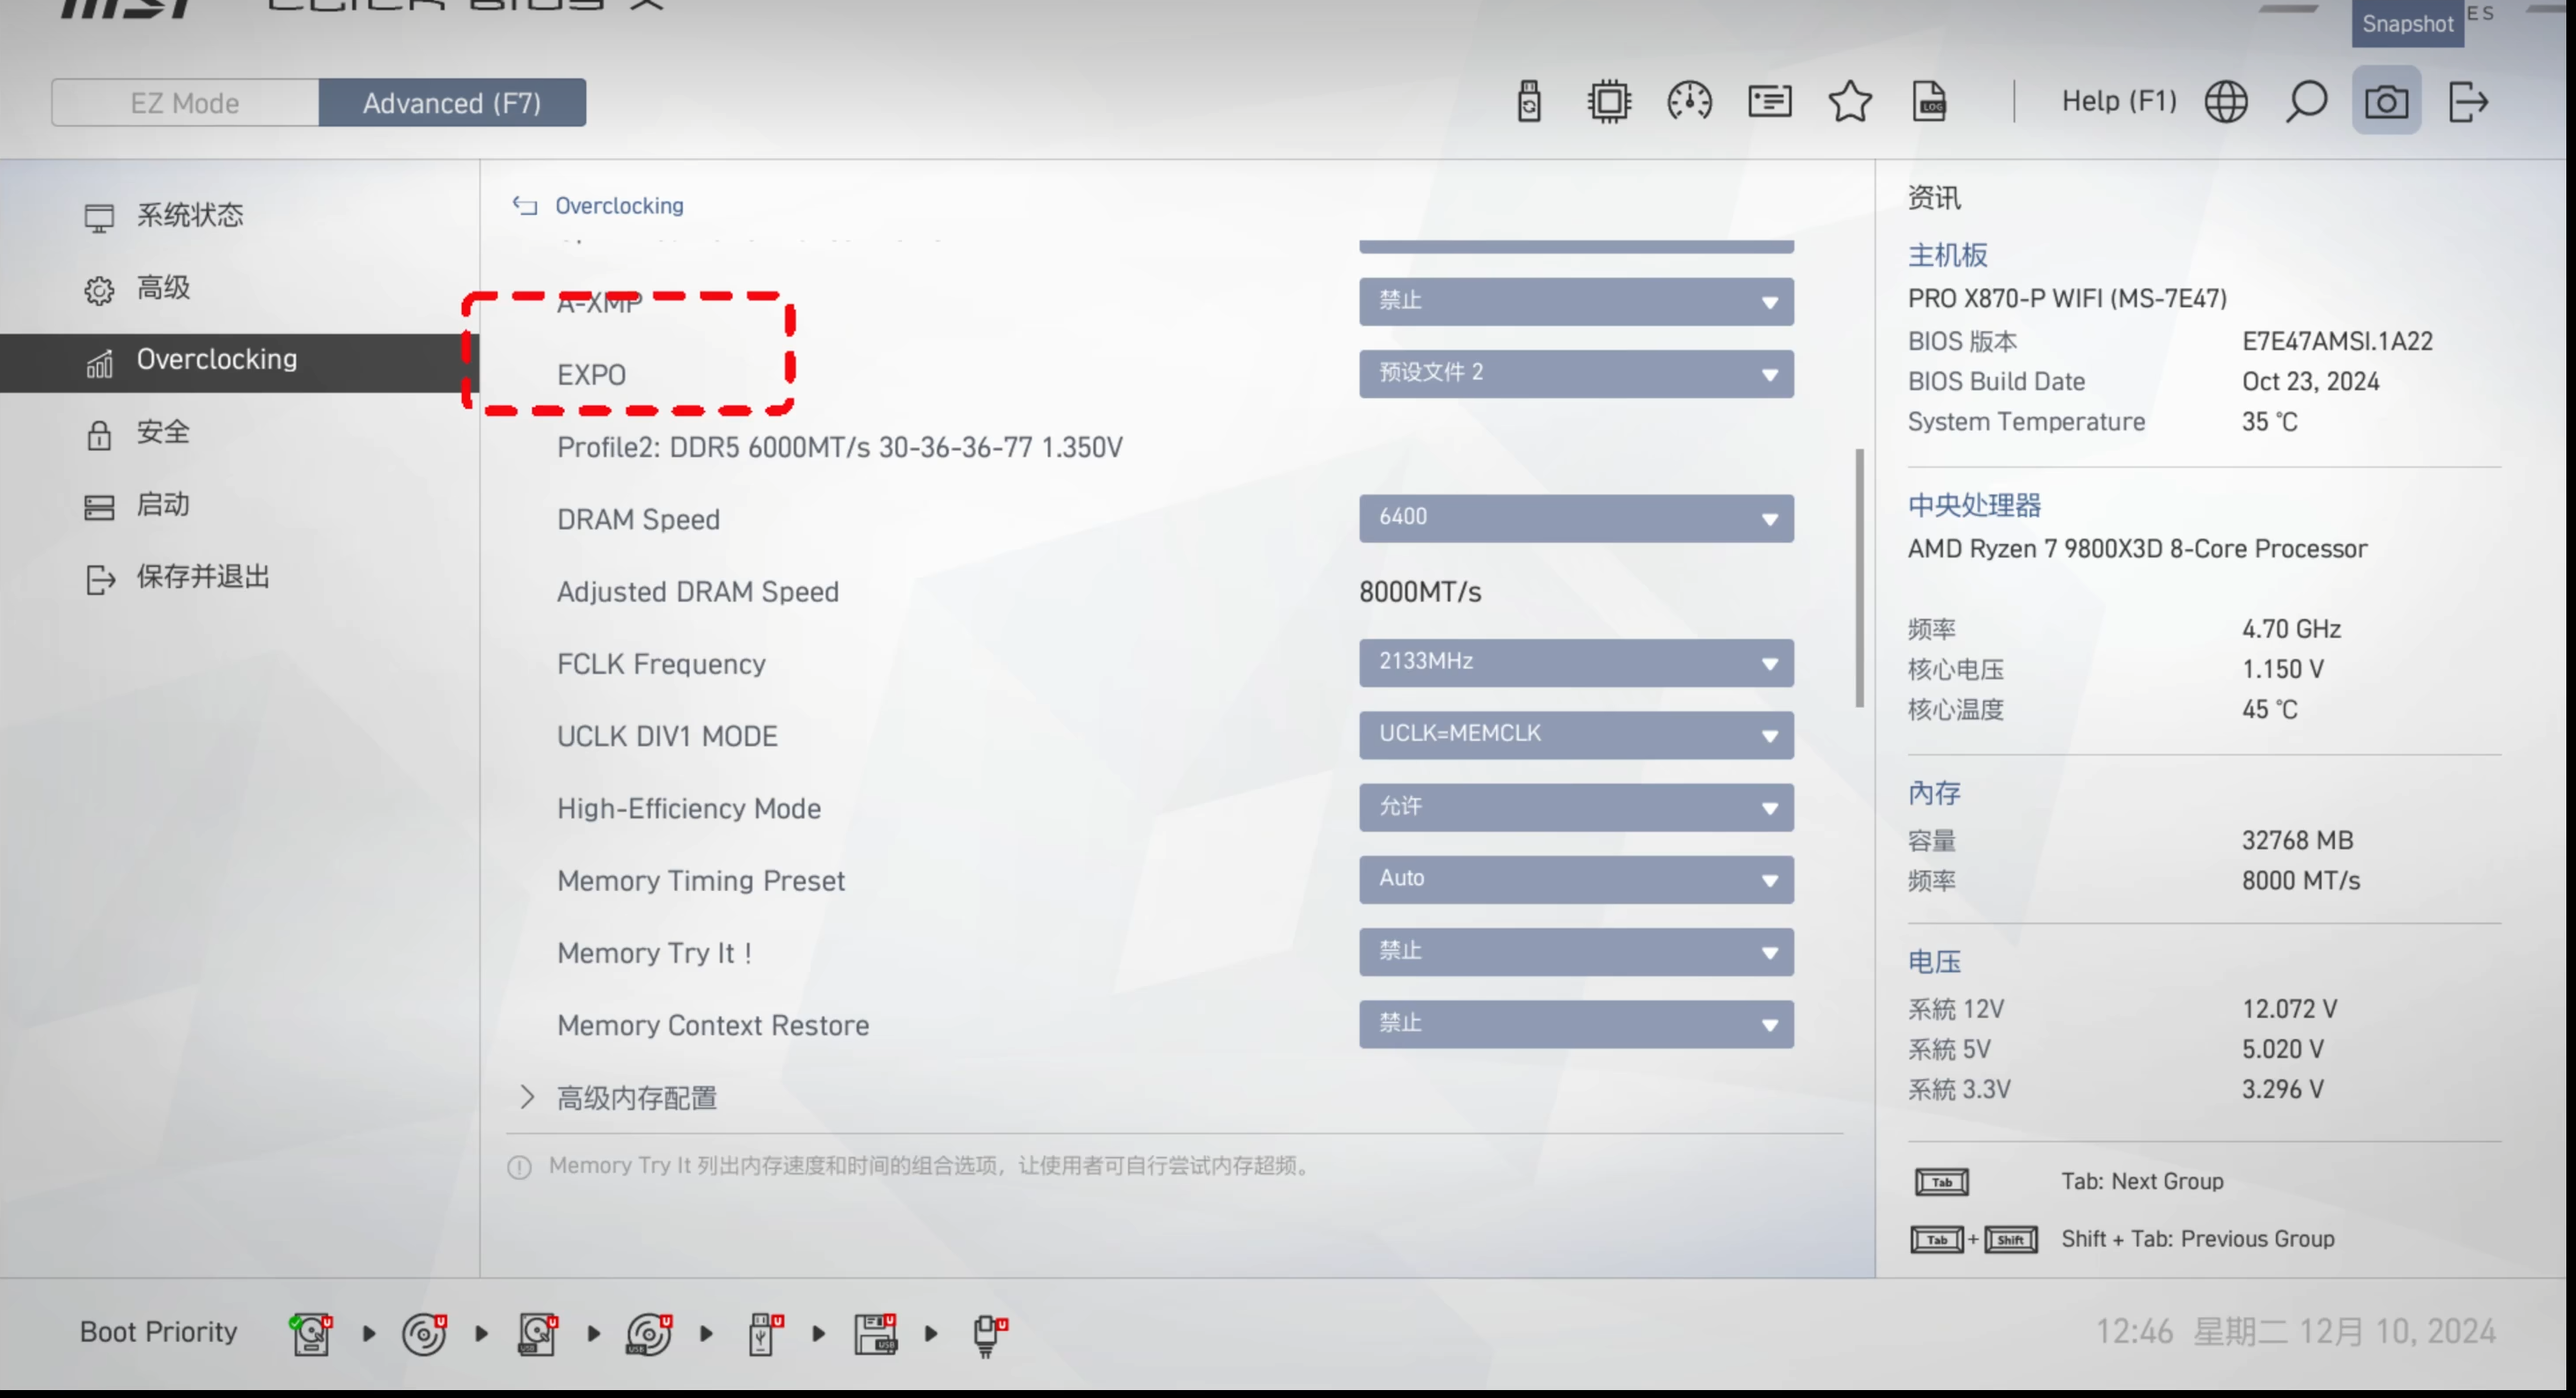 Snapshot
ES
EZ Mode
Advanced (F7)
LOG
Help (F1)
系统状态
高级
Overclocking
安全
启动
保存并退出
Overclocking
A-XMP
禁止
EXPO
预设文件 2
Profile2: DDR5 6000MT/s 30-36-36-77 1.350V
DRAM Speed
6400
Adjusted DRAM Speed
8000MT/s
FCLK Frequency
2133MHz
UCLK DIV1 MODE
UCLK=MEMCLK
High-Efficiency Mode
允许
Memory Timing Preset
Auto
Memory Try It !
禁止
Memory Context Restore
禁止
高级内存配置
Memory Try It 列出内存速度和时间的组合选项，让使用者可自行尝试内存超频。
资讯
主机板
PRO X870-P WIFI (MS-7E47)
BIOS 版本 E7E47AMSI.1A22
BIOS Build Date Oct 23, 2024
System Temperature 35 ℃
中央处理器
AMD Ryzen 7 9800X3D 8-Core Processor
频率 4.70 GHz
核心电压 1.150 V
核心温度 45 ℃
內存
容量 32768 MB
频率 8000 MT/s
电压
系統 12V 12.072 V
系統 5V 5.020 V
系統 3.3V 3.296 V
Tab Tab: Next Group
Tab + Shift Shift + Tab: Previous Group
Boot Priority
U U USB U USB U U USB U U
12:46 星期二 12月 10, 2024